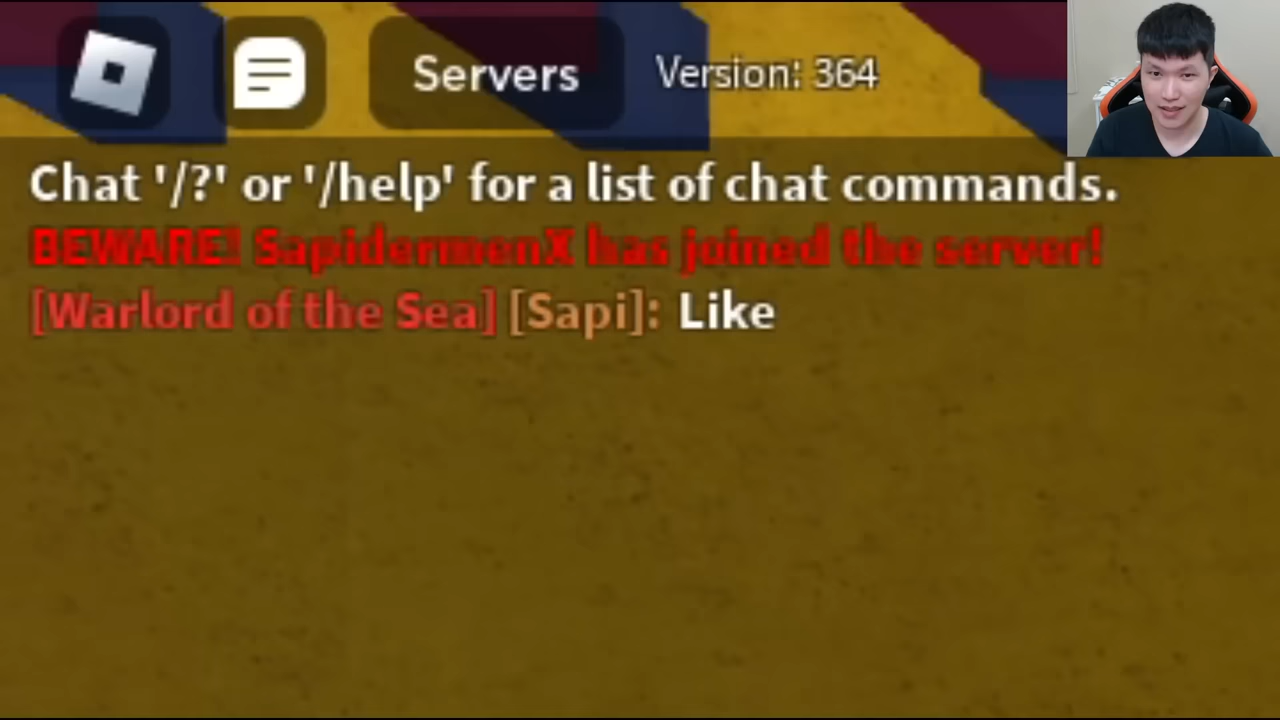 Servers Version: 364
Chat '/?' or '/help' for a list of chat commands.
BEWARE! SapidermenX has joined the server!
[Warlord of the Sea] [Sapi]: Like